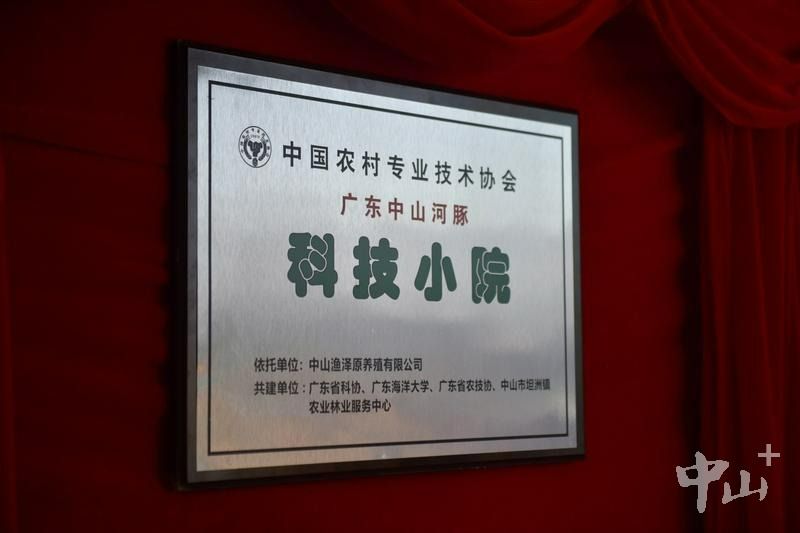 中国农村专业技术协会
广东中山河豚
科技小院
依托单位：中山渔泽原养殖有限公司
共建单位：广东省科协、广东海洋大学、广东省农技协、中山市坦洲镇
农业林业服务中心
中山+